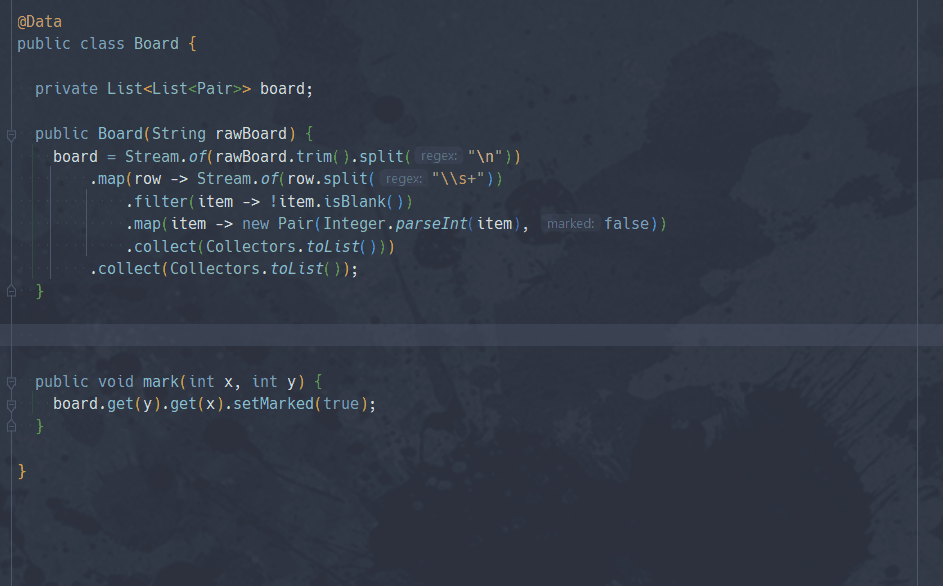 @Data
public class Board {
private List<List<Pair>> board;
public Board(String rawBoard) {
board = Stream.of(rawBoard.trim().split( regex: "\n"))
.map(row -> Stream.of(row.split( regex: "\\s+"))
.filter(item -> !item.isBlank())
.map(item -> new Pair(Integer.parseInt(item), marked: false))
.collect(Collectors.toList()))
.collect(Collectors.toList());
}
public void mark(int x, int y) {
board.get(y).get(x).setMarked(true);
}
}